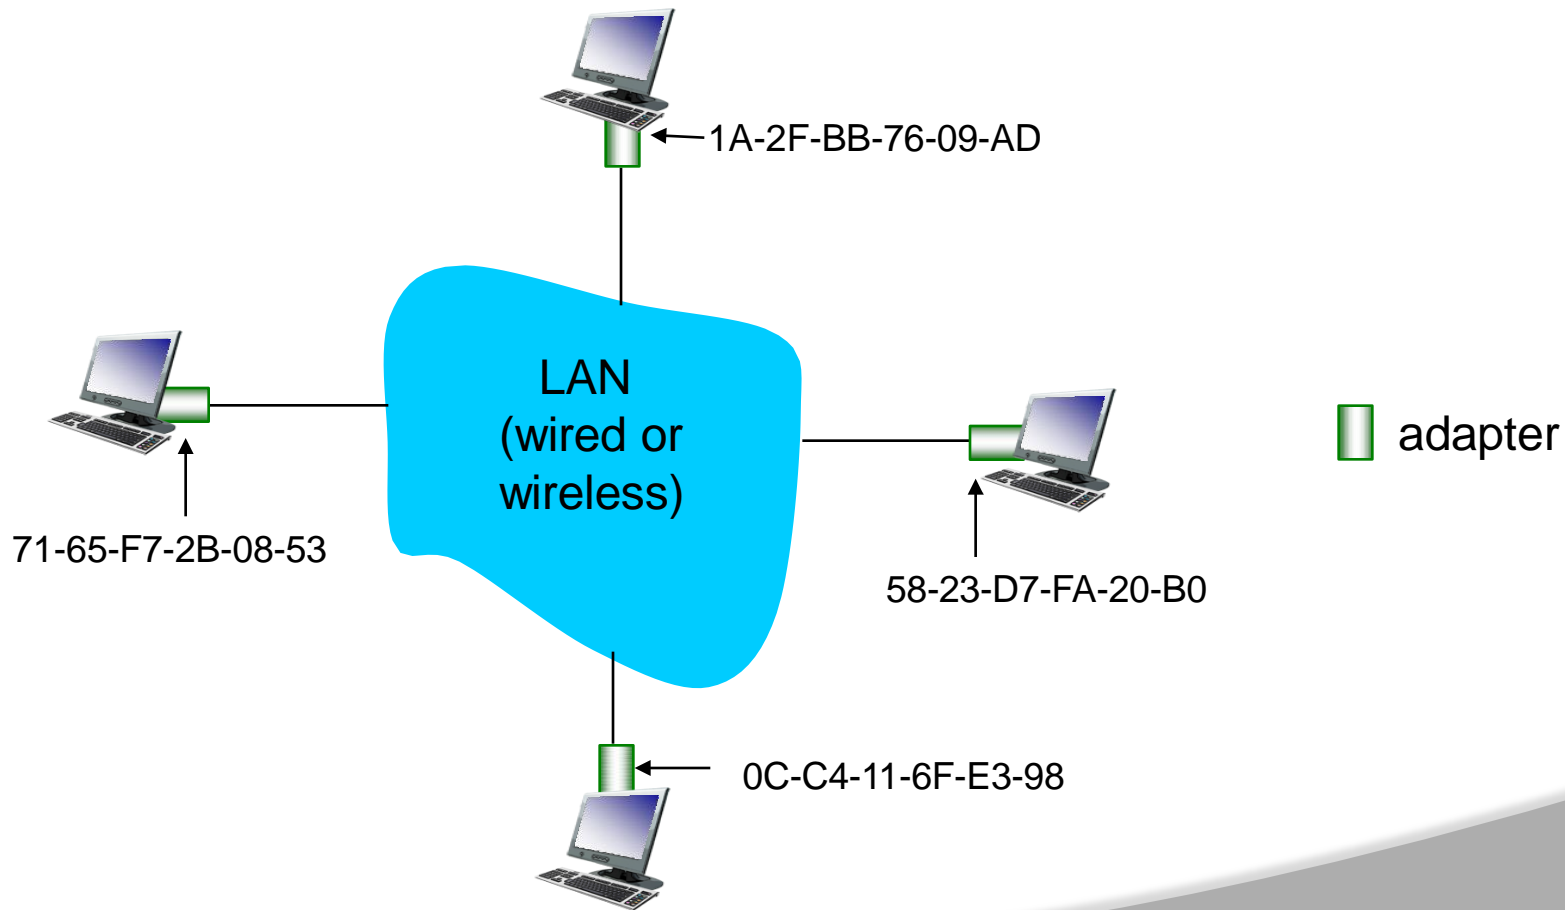 1A-2F-BB-76-09-AD
LAN
(wired or
wireless)
adapter
71-65-F7-2B-08-53
58-23-D7-FA-20-B0
0C-C4-11-6F-E3-98